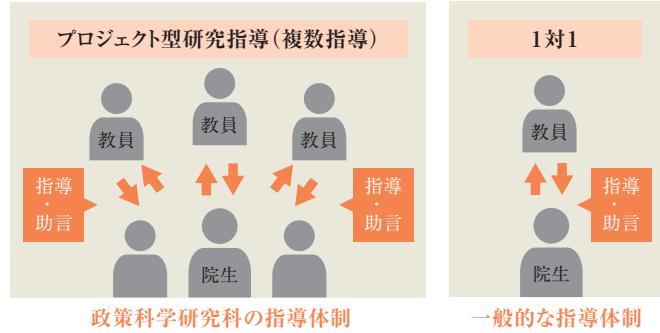 プロジェクト型研究指導（複数指導）
教員
教員
教員
指導
・
助言
指導
・
助言
院生
政策科学研究科の指導体制
1対1
教員
指導
・
助言
院生
一般的な指導体制